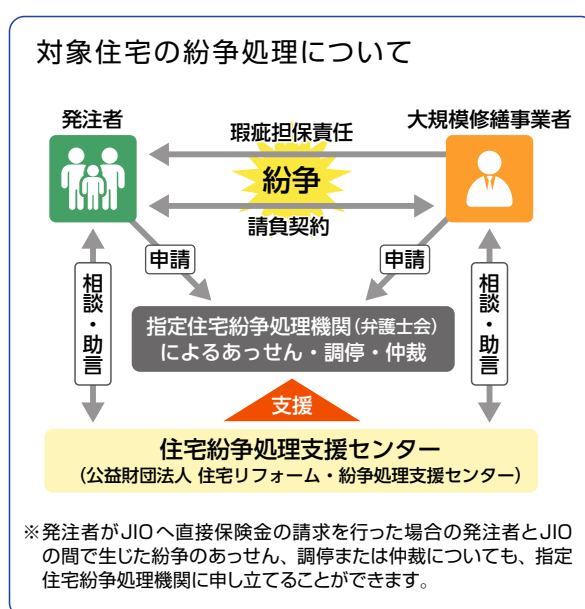 対象住宅の紛争処理について
発注者
大規模修繕事業者
瑕疵担保責任
紛争
請負契約
申請
申請
相談・助言
相談・助言
指定住宅紛争処理機関(弁護士会)
によるあっせん・調停・仲裁
支援
住宅紛争処理支援センター
(公益財団法人 住宅リフォーム・紛争処理支援センター)
※発注者がJIOへ直接保険金の請求を行った場合の発注者とJIO
の間で生じた紛争のあっせん、調停または仲裁についても、指定
住宅紛争処理機関に申し立てることができます。